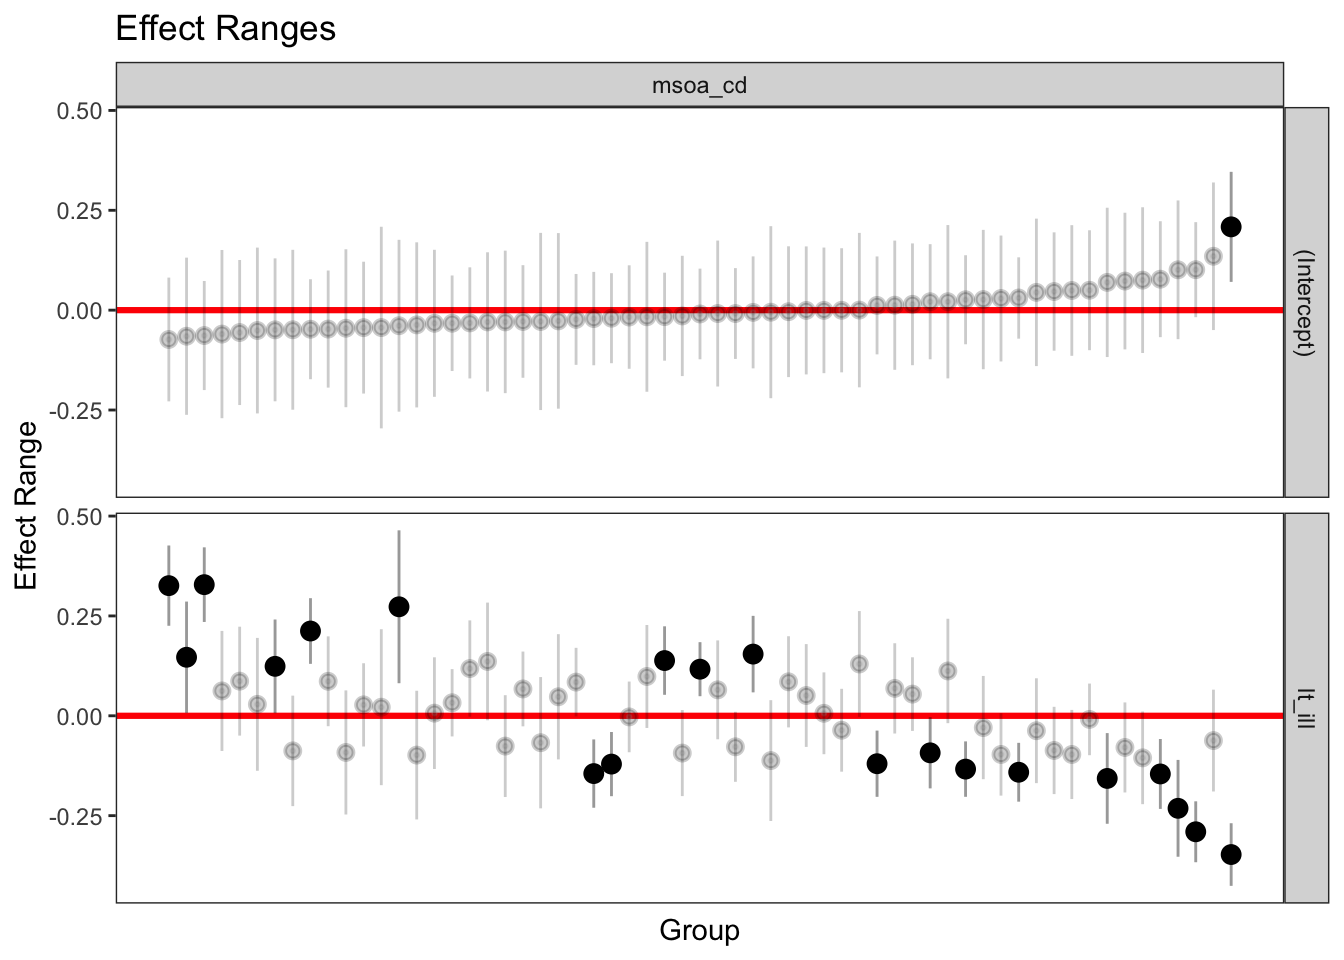 Effect Ranges
msoa_cd
0.50
0.25
0.00
-0.25
(Intercept)
Effect Range
0.50
0.25
0.00
-0.25
lt_ill
Group